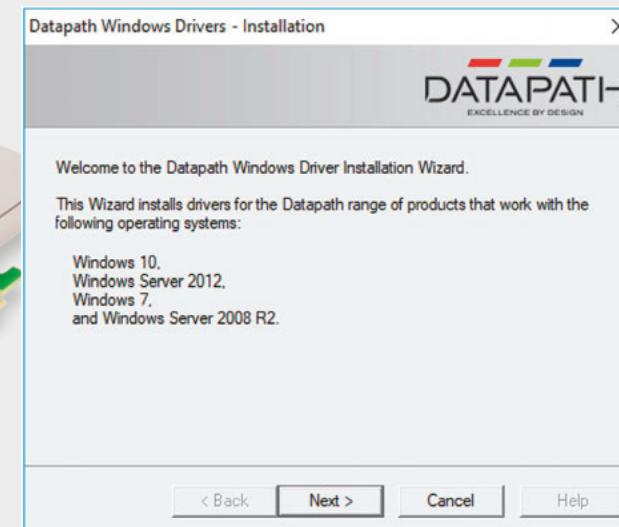 Datapath Windows Drivers - Installation
DATAPATH
EXCELLENCE BY DESIGN
Welcome to the Datapath Windows Driver Installation Wizard.
This Wizard installs drivers for the Datapath range of products that work with the
following operating systems:
Windows 10,
Windows Server 2012,
Windows 7,
and Windows Server 2008 R2.
< Back
Next >
Cancel
Help